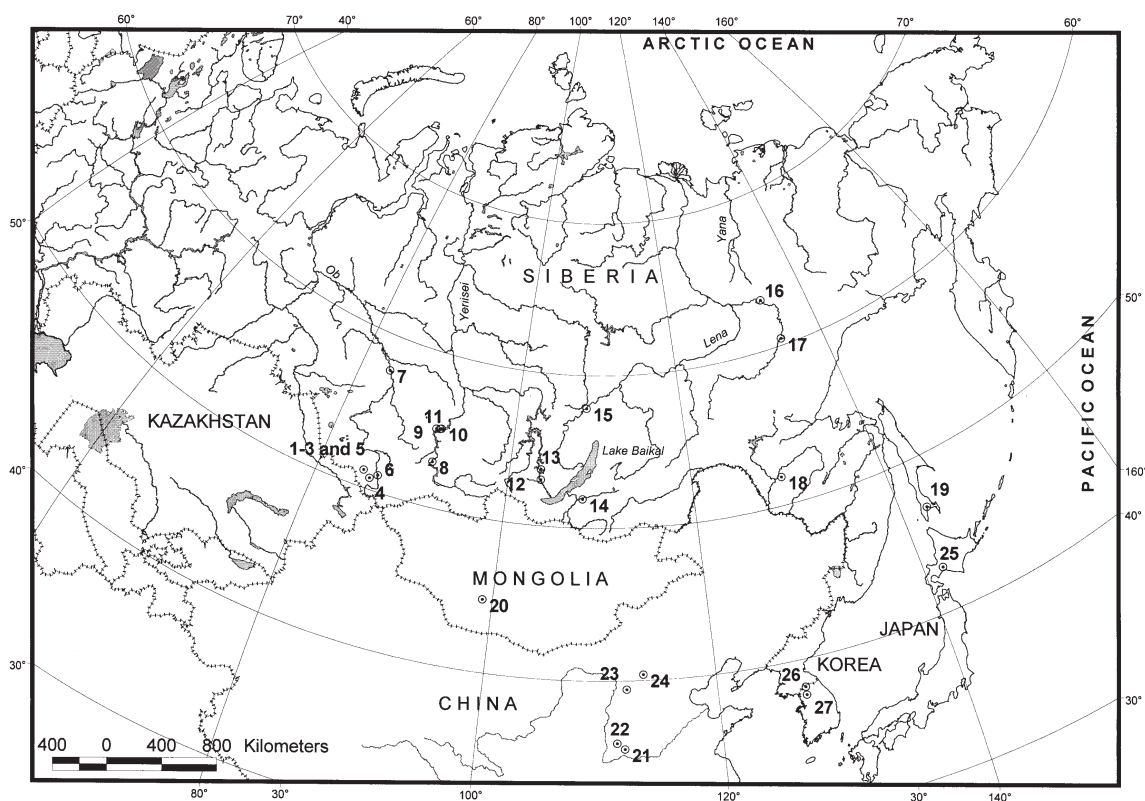 60° 70° 40° 60° 80° 100° 120° 140° 160° 70° 60°
ARCTIC OCEAN
50°
Yana
Ob
SIBERIA
Yeniisei
16
50°
Lena
17
7
PACIFIC OCEAN
KAZAKHSTAN
11
15
9 10
1-3 and 5
13
Lake Baikal
40°
6 8
160°
12
18
4
19
14
40°
25
MONGOLIA
20
JAPAN
30°
KOREA
23 24
26
CHINA
30°
27
22
400 0 400 800 Kilometers
21
80° 30° 100° 120° 30° 140°